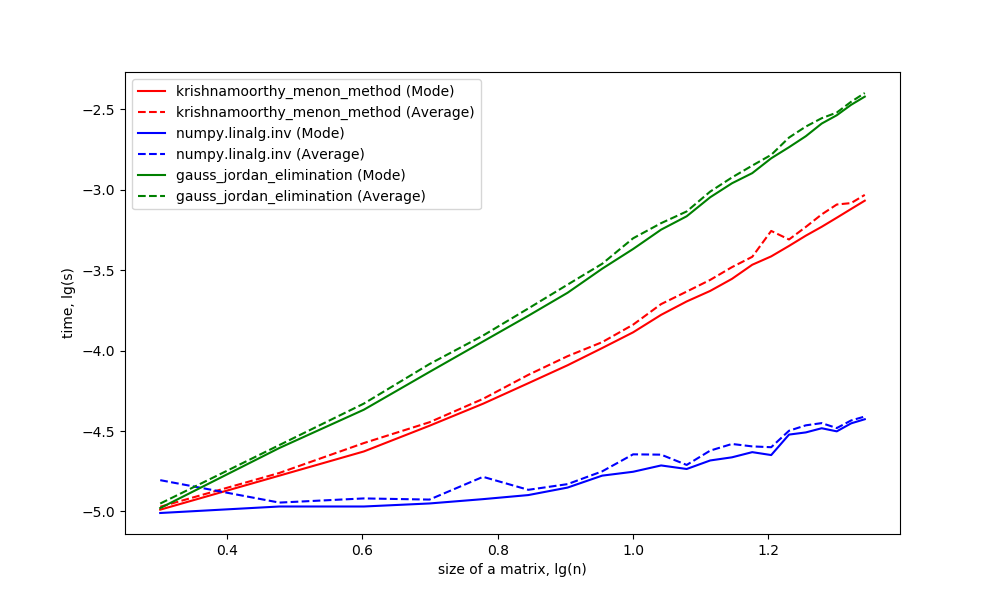 krishnamoorthy_menon_method (Mode)
krishnamoorthy_menon_method (Average)
numpy.linalg.inv (Mode)
numpy.linalg.inv (Average)
gauss_jordan_elimination (Mode)
gauss_jordan_elimination (Average)
−2.5
−3.0
−3.5
−4.0
−4.5
−5.0
time, lg(s)
0.4 0.6 0.8 1.0 1.2
size of a matrix, lg(n)